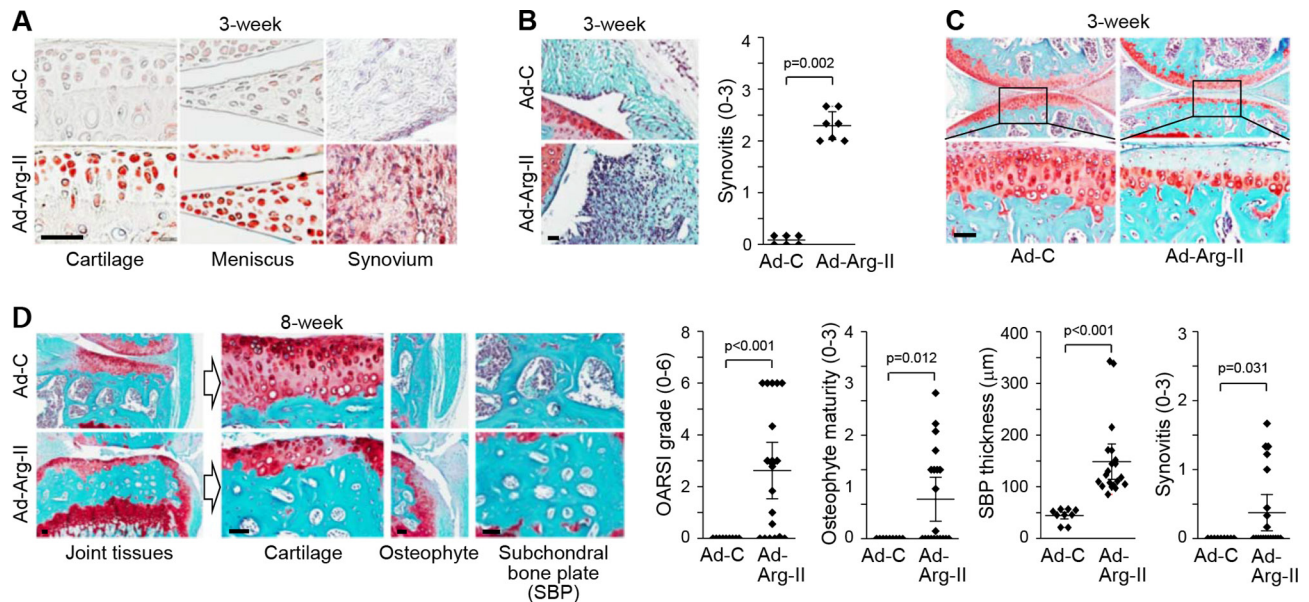 A
3-week
Ad-C
Ad-Arg-II
Cartilage
Meniscus
Synovium
B
3-week
Ad-C
Ad-Arg-II
Synovitis (0-3)
4
3
2
1
0
p=0.002
Ad-C
Ad-Arg-II
C
3-week
Ad-C
Ad-Arg-II
D
8-week
Ad-C
Ad-Arg-II
Joint tissues
Cartilage
Osteophyte
Subchondral
bone plate
(SBP)
OARSI grade (0-6)
8
6
4
2
0
p<0.001
Ad-C
Ad-
Arg-II
Osteophyte maturity (0-3)
4
3
2
1
0
p=0.012
Ad-C
Ad-
Arg-II
SBP thickness (μm)
400
350
300
250
200
150
100
50
0
p<0.001
Ad-C
Ad-
Arg-II
Synovitis (0-3)
3
2
1
0
p=0.031
Ad-C
Ad-
Arg-II